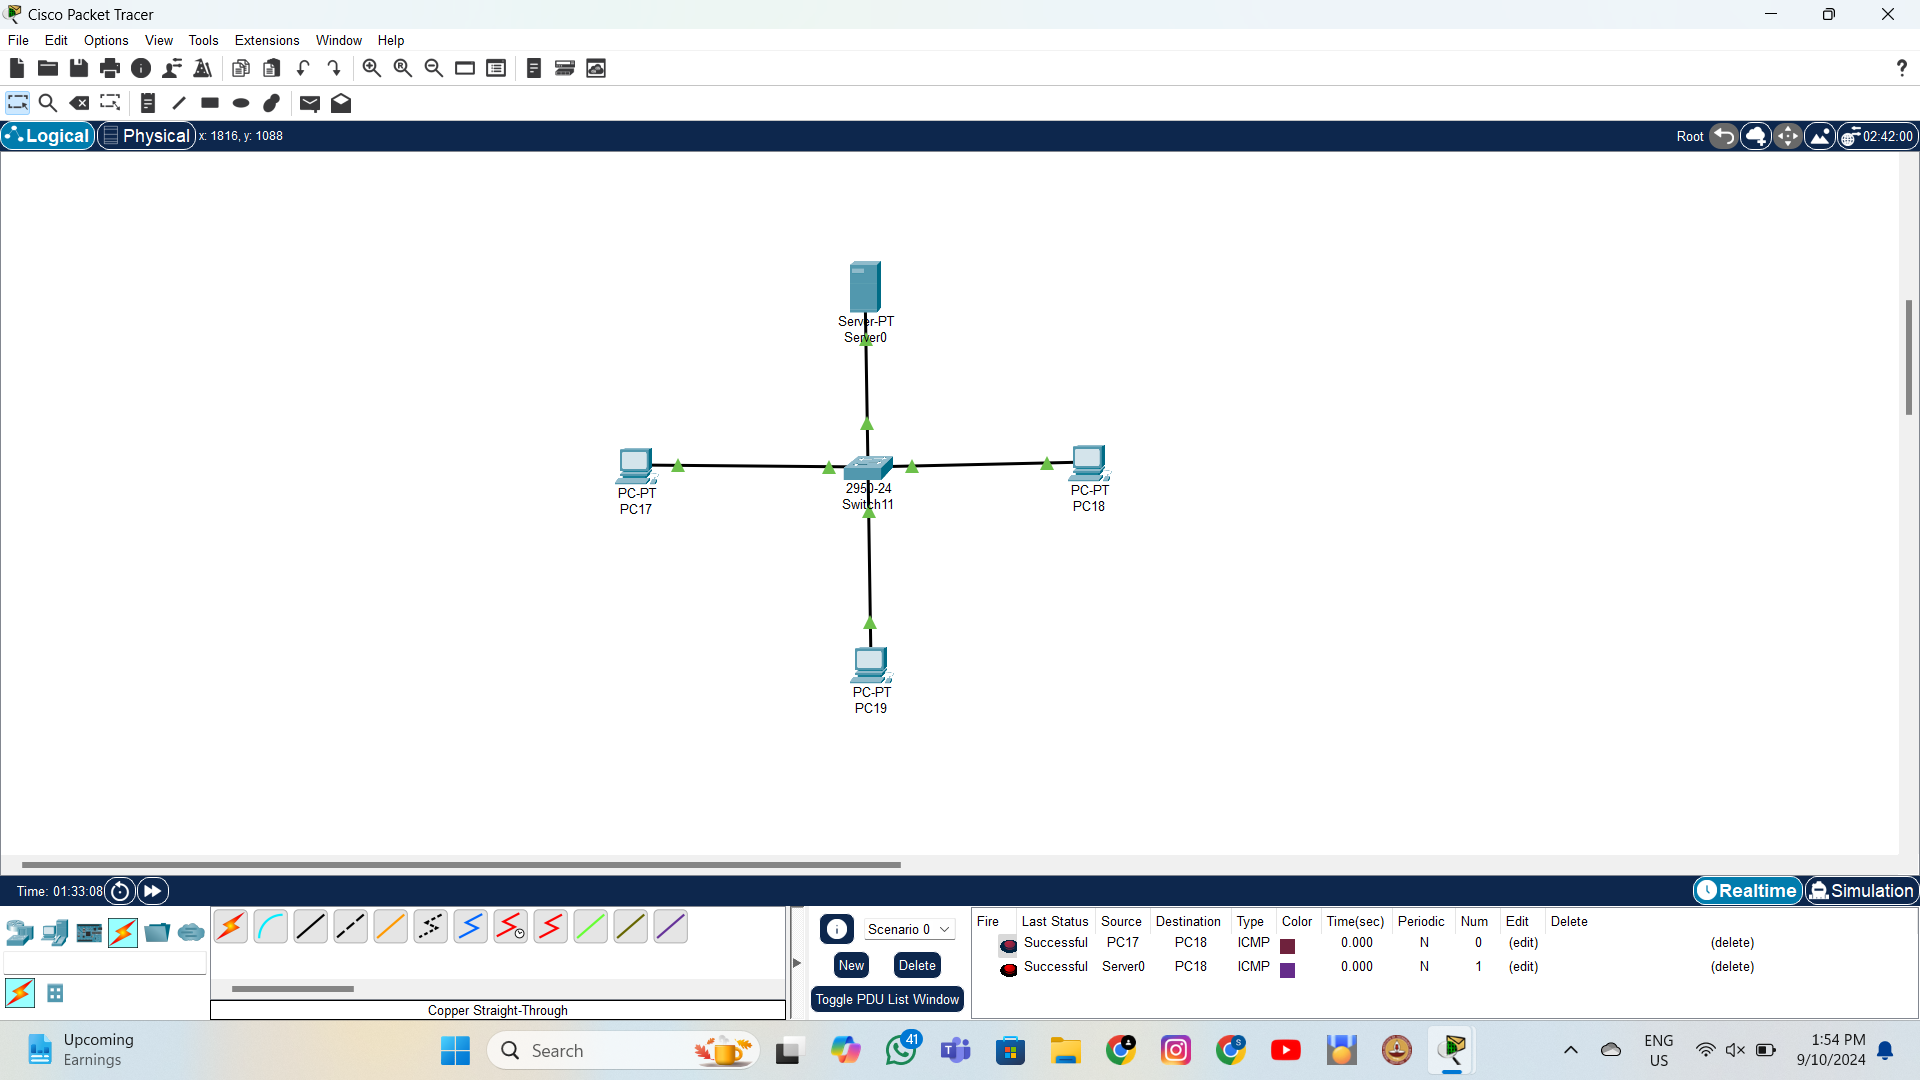 Cisco Packet Tracer
File Edit Options View Tools Extensions Window Help
?
Logical Physical x: 1816, y: 1088 Root 02:42:00
Server-PT
Server0
PC-PT
PC17
2950-24
Switch11
PC-PT
PC18
PC-PT
PC19
Time: 01:33:08 Realtime Simulation
Scenario 0
New Delete
Toggle PDU List Window
Copper Straight-Through
Fire Last Status Source Destination Type Color Time(sec) Periodic Num Edit Delete
Successful PC17 PC18 ICMP 0.000 N 0 (edit) (delete)
Successful Server0 PC18 ICMP 0.000 N 1 (edit) (delete)
Upcoming
Earnings
Search
41
ENG
US
1:54 PM
9/10/2024